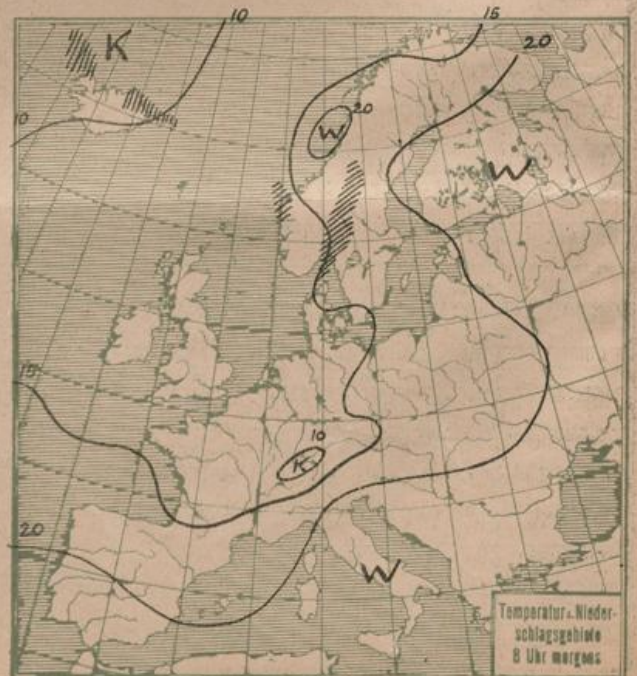 10
15
20
K
10
20
W
W
15
10
K
20
W
Temperatur u. Nieder-
schlagsgebiete
8 Uhr morgens